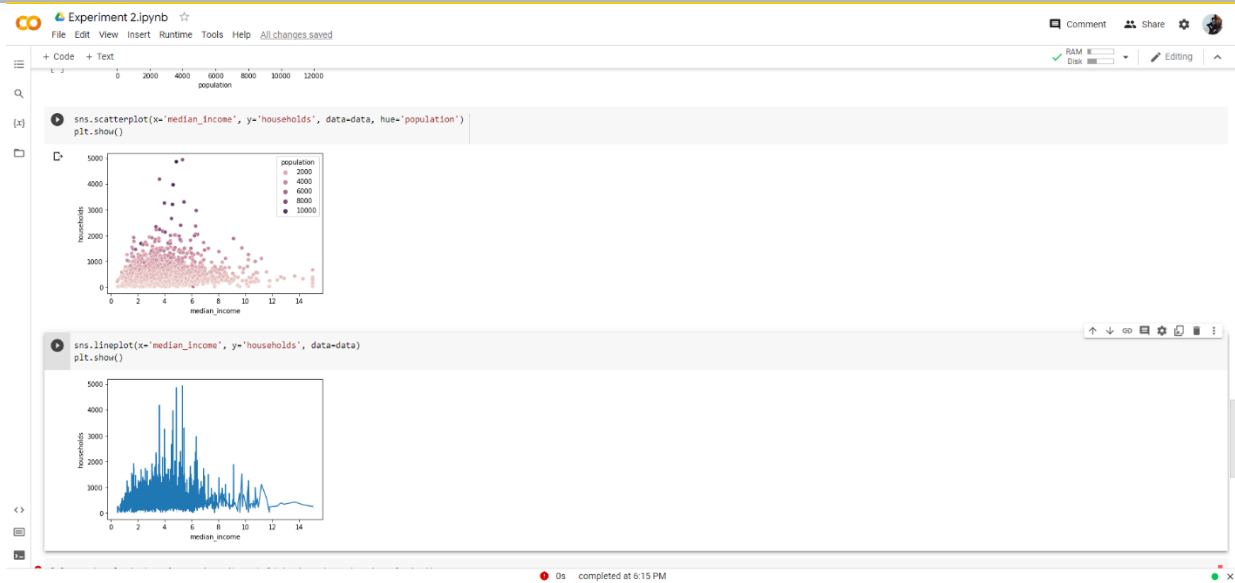 Experiment 2.ipynb
Comment Share
File Edit View Insert Runtime Tools Help All changes saved
+ Code + Text
RAM
Disk
Editing
[ ]
0 2000 4000 6000 8000 10000 12000
population
{x}
sns.scatterplot(x='median_income', y='households', data=data, hue='population')
plt.show()
5000
4000
3000
2000
1000
0
households
population
2000
4000
6000
8000
10000
0 2 4 6 8 10 12 14
median_income
sns.lineplot(x='median_income', y='households', data=data)
plt.show()
5000
4000
3000
2000
1000
0
households
0 2 4 6 8 10 12 14
median_income
0s completed at 6:15 PM